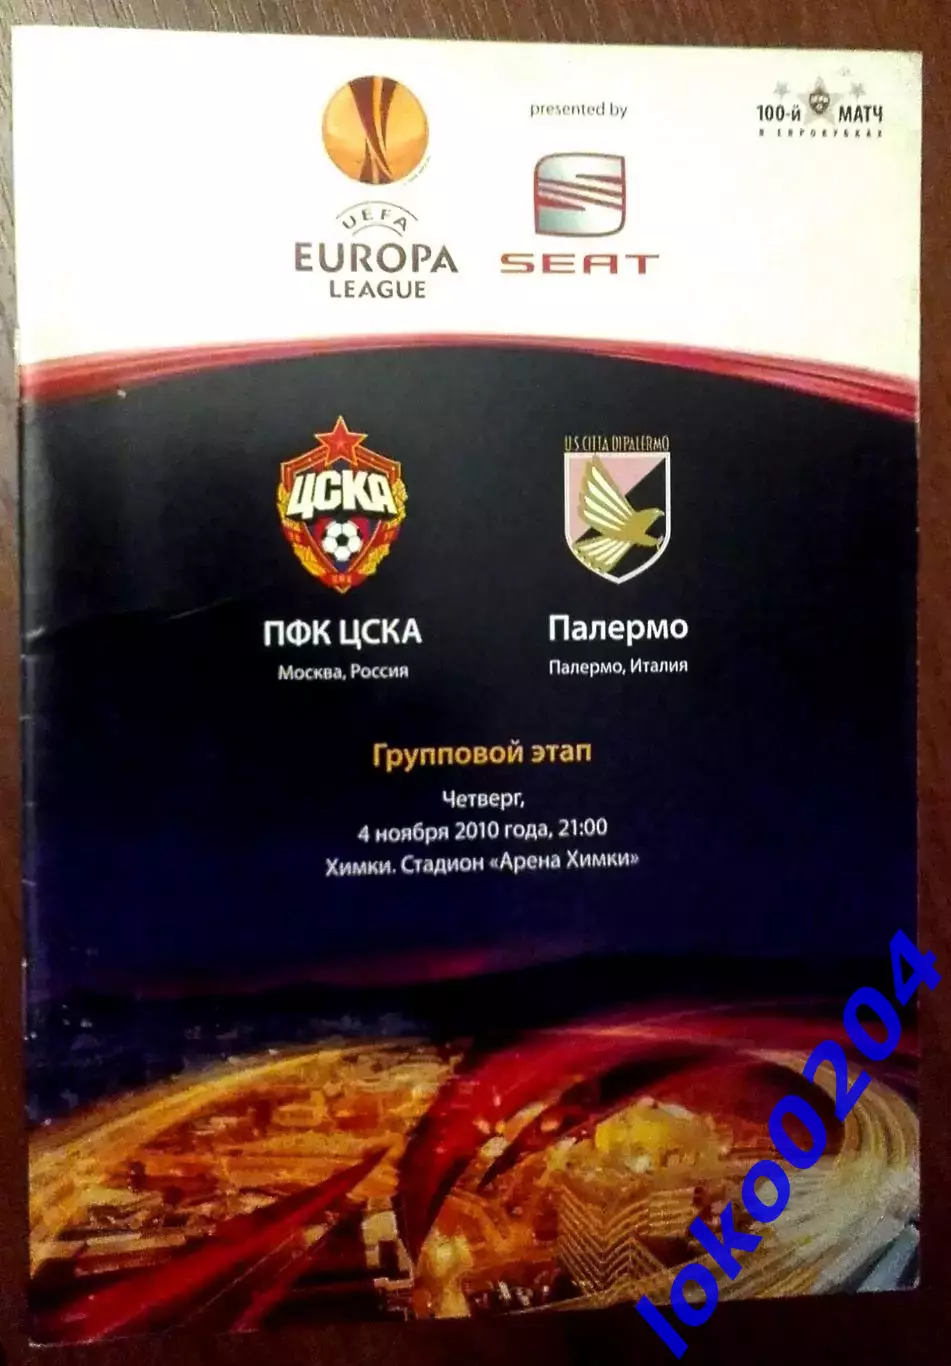 presented by
100-й МАТЧ
В ЕВРОКУБКАХ
UEFA
EUROPA
LEAGUE
SEAT
ЦСКА
U.S. CITTA DI PALERMO
ПФК ЦСКА
Москва, Россия
Палермо
Палермо, Италия
Групповой этап
Четверг,
4 ноября 2010 года, 21:00
Химки. Стадион «Арена Химки»
loko0204